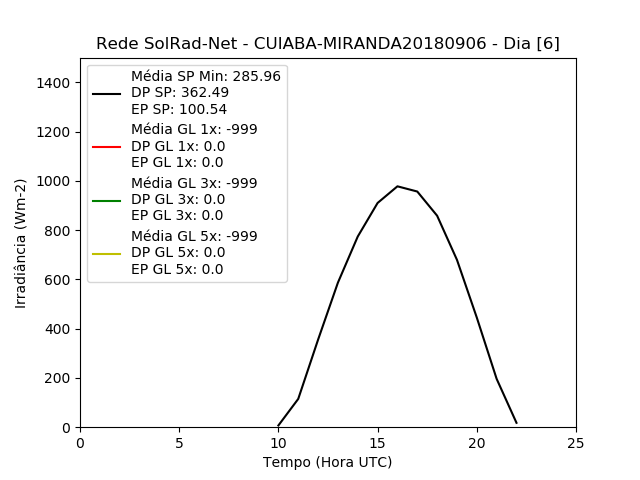 Rede SolRad-Net - CUIABA-MIRANDA20180906 - Dia [6]
Média SP Min: 285.96
DP SP: 362.49
EP SP: 100.54
Média GL 1x: -999
DP GL 1x: 0.0
EP GL 1x: 0.0
Média GL 3x: -999
DP GL 3x: 0.0
EP GL 3x: 0.0
Média GL 5x: -999
DP GL 5x: 0.0
EP GL 5x: 0.0
Irradiância (Wm-2)
1400
1200
1000
800
600
400
200
0
0 5 10 15 20 25
Tempo (Hora UTC)